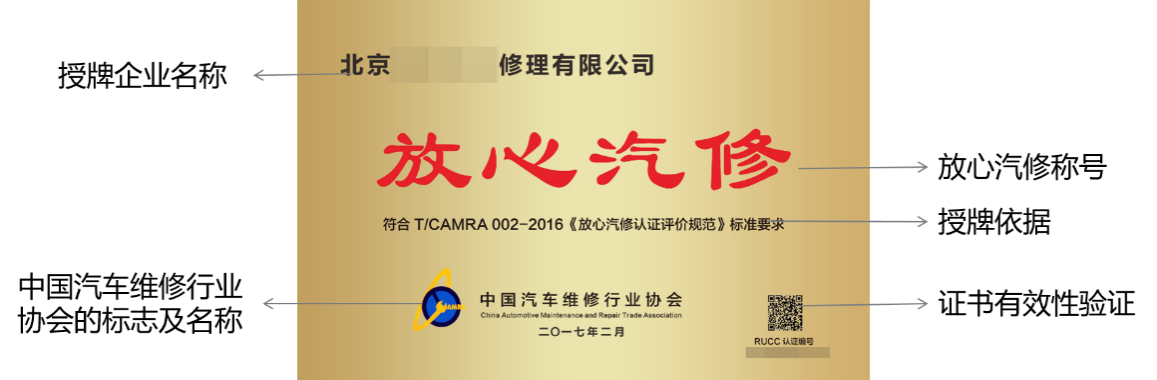 北京 修理有限公司
授牌企业名称
放心汽修
放心汽修称号
符合 T/CAMRA 002-2016《放心汽修认证评价规范》标准要求
授牌依据
中国汽车维修行业
协会的标志及名称
CAMRA
中国汽车维修行业协会
China Automotive Maintenance and Repair Trade Association
二〇一七年二月
证书有效性验证
RUCC 认证编号